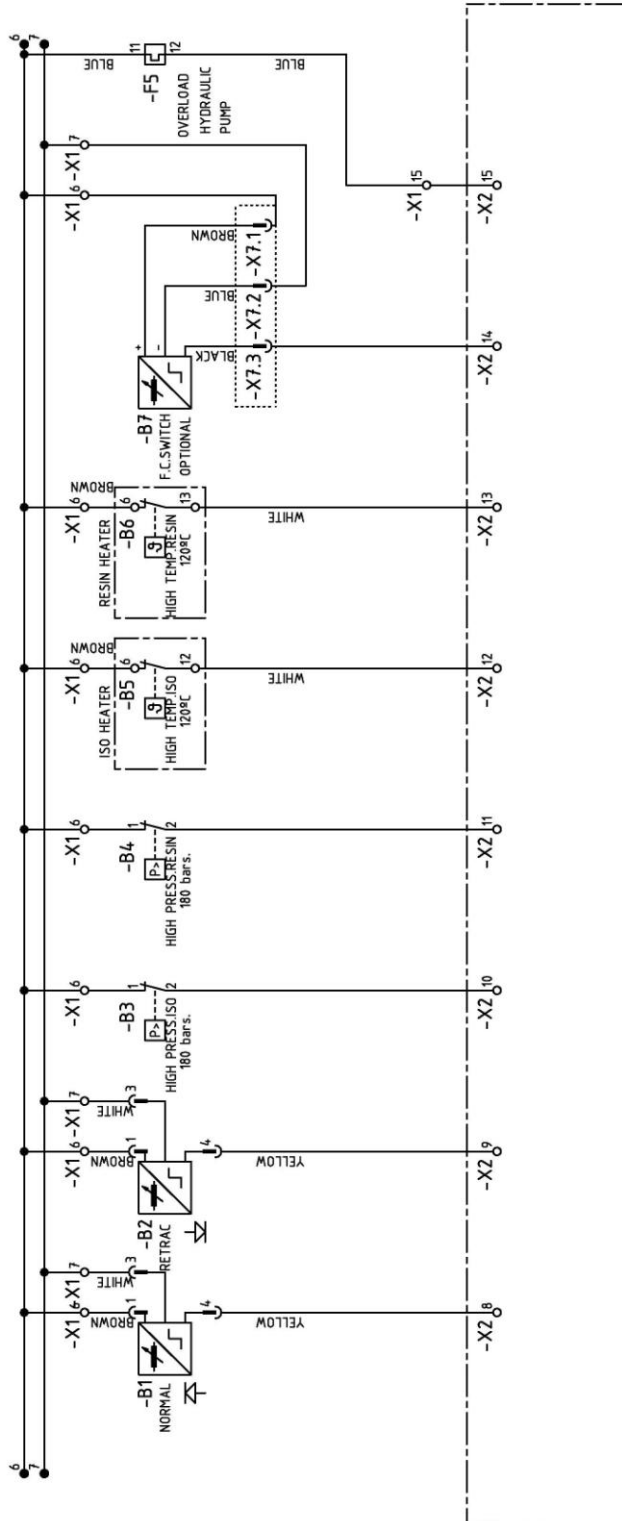 6
7
-X1 6
BROWN
1
-X1 7
WHITE
3
-B1
NORMAL
4
YELLOW
-X2 8
-X1 6
BROWN
1
-X1 7
WHITE
3
-B2
RETRAC
4
YELLOW
-X2 9
-X1 6
-B3
1
2
P>
HIGH PRESS.ISO
180 bars.
-X2 10
-X1 6
-B4
1
2
P>
HIGH PRESS.RESIN
180 bars.
-X2 11
-X1 6
BROWN
ISO HEATER
-B5
6
12
ϑ
HIGH TEMP.ISO
120ºC
WHITE
-X2 12
-X1 6
BROWN
RESIN HEATER
-B6
6
13
ϑ
HIGH TEMP.RESIN
120ºC
WHITE
-X2 13
-B7
F.C.SWITCH
OPTIONAL
+
-
BLACK
BLUE
BROWN
-X7.3
-X7.2
-X7.1
-X2 14
-X1 6
-X1 7
BLUE
11
12
-F5
OVERLOAD
HYDRAULIC
PUMP
BLUE
-X1 15
-X2 15
6
7